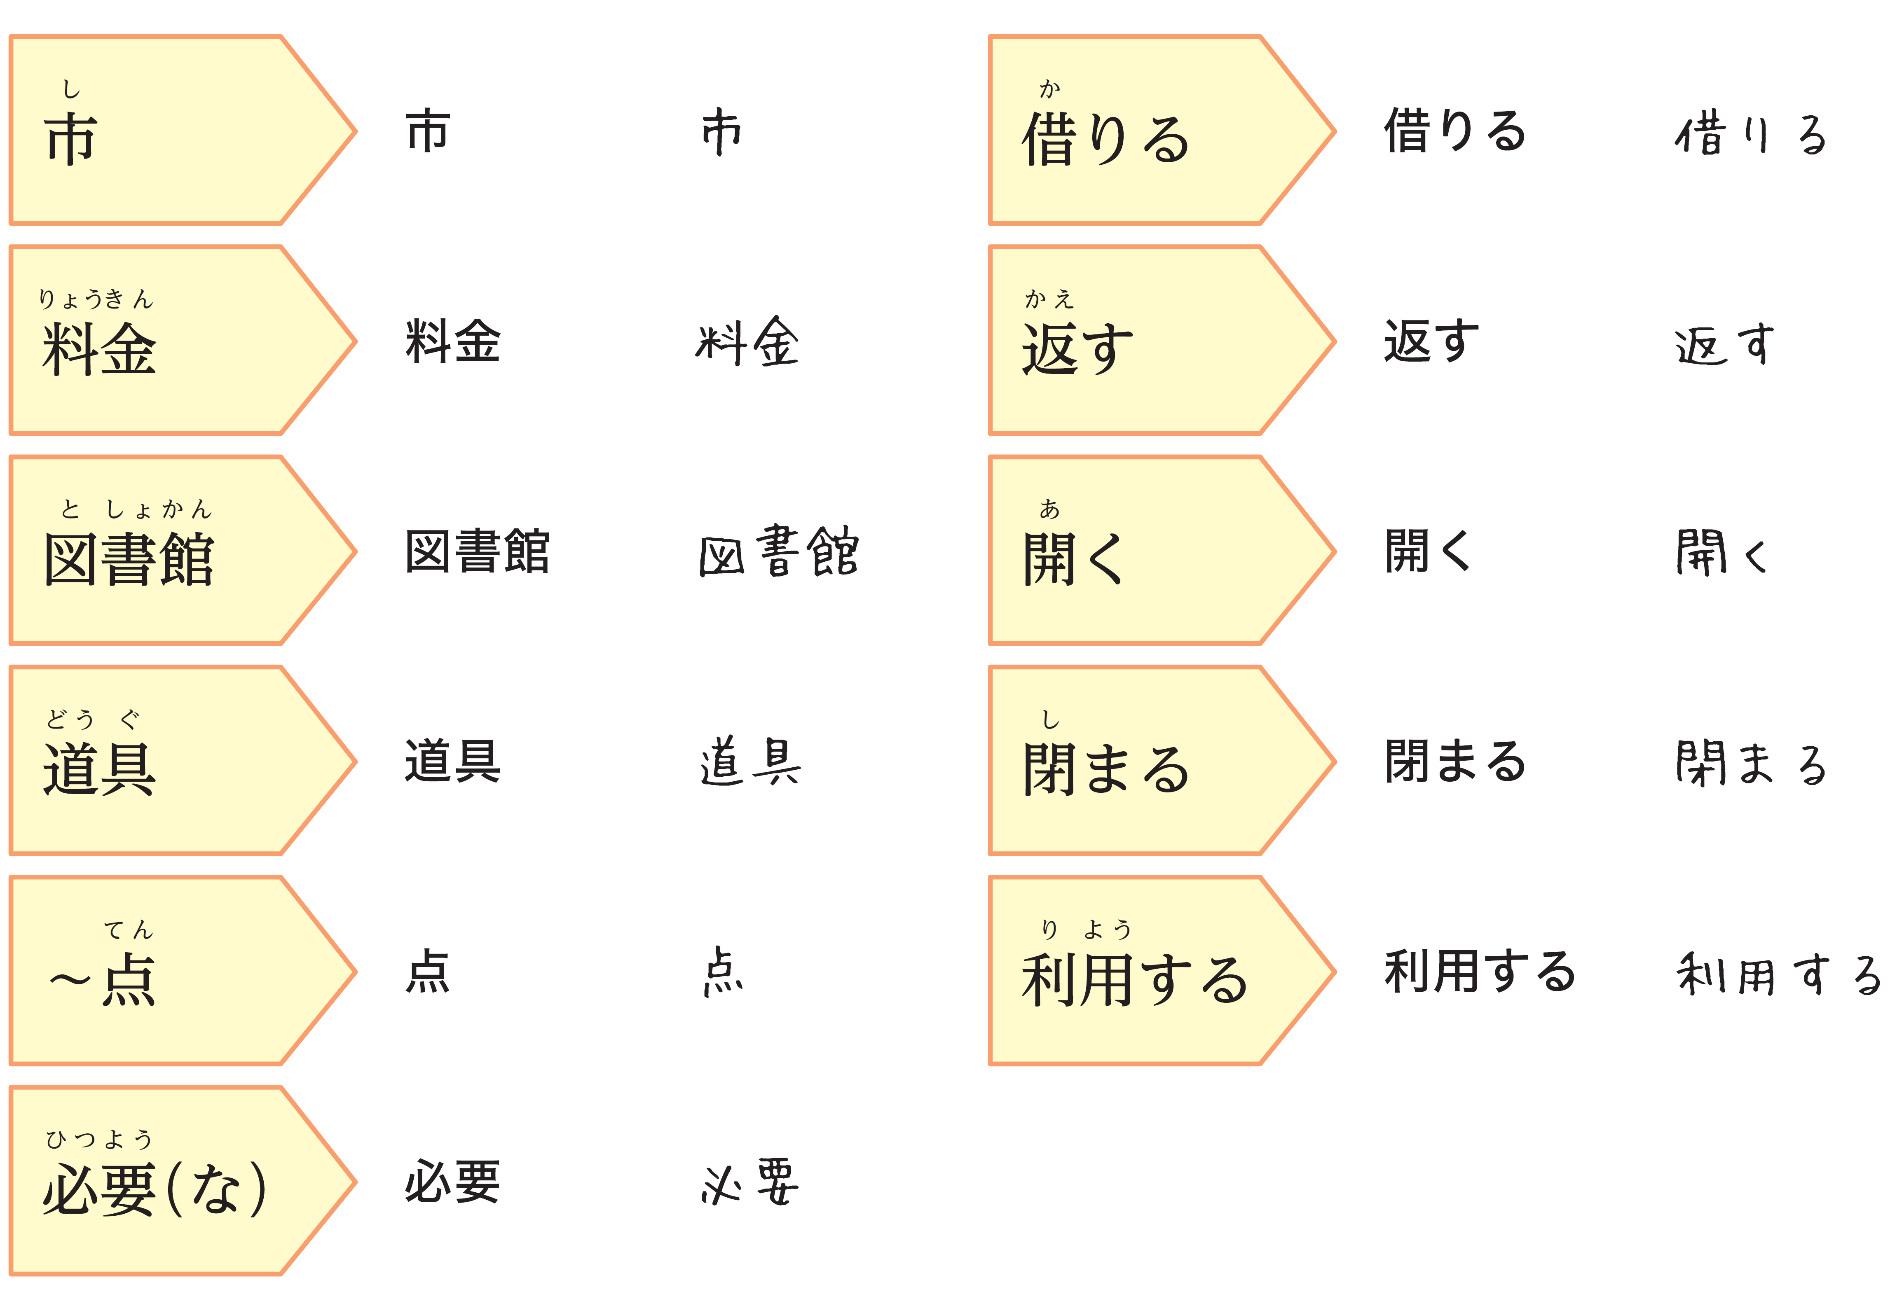 し
市 市 市
りょうきん
料金 料金 料金
としょかん
図書館 図書館 図書館
どうぐ
道具 道具 道具
てん
～点 点 点
ひつよう
必要(な) 必要 必要
か
借りる 借りる 借りる
かえ
返す 返す 返す
あ
開く 開く 開く
し
閉まる 閉まる 閉まる
りよう
利用する 利用する 利用する